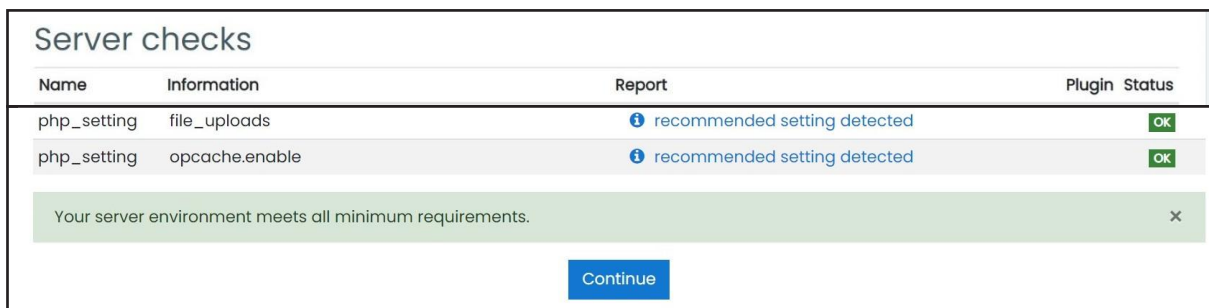 Server checks
Name Information Report Plugin Status
php_setting file_uploads recommended setting detected OK
php_setting opcache.enable recommended setting detected OK
Your server environment meets all minimum requirements. ×
Continue